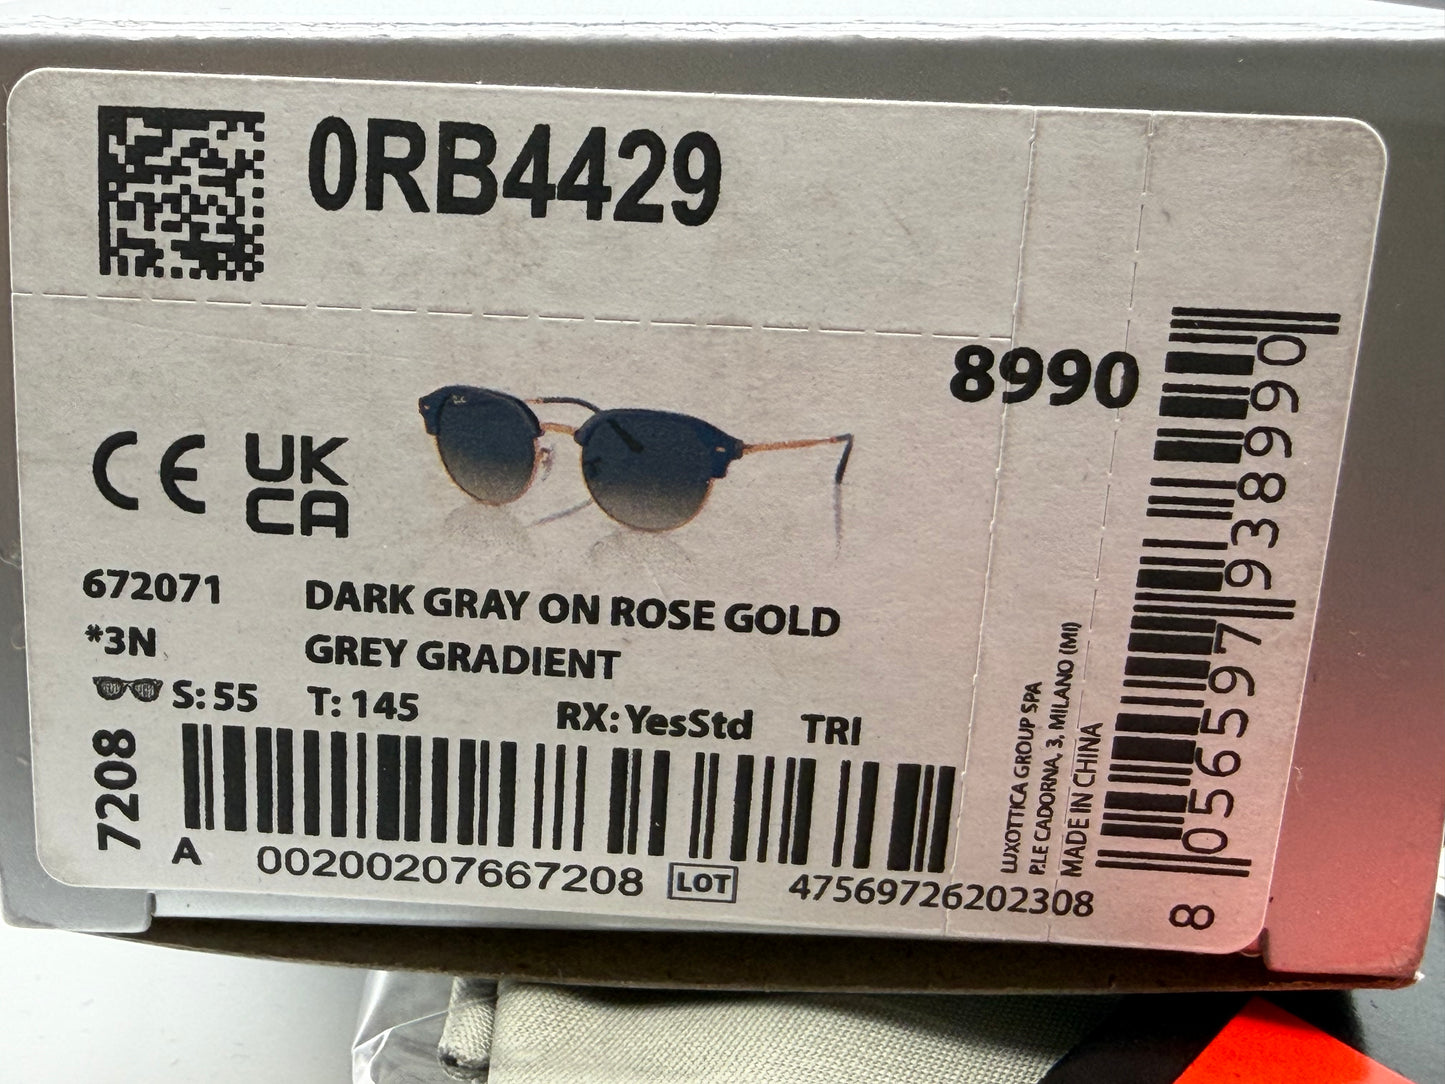 0RB4429
8990
CE UK
CA
672071 DARK GRAY ON ROSE GOLD
*3N GREY GRADIENT
S: 55 T: 145 RX: YesStd TRI
7208
A 00200207667208 LOT 47569726202308
LUXOTTICA GROUP SPA
P.LE CADORNA, 3, MILANO (MI)
MADE IN CHINA
8 056597 938990